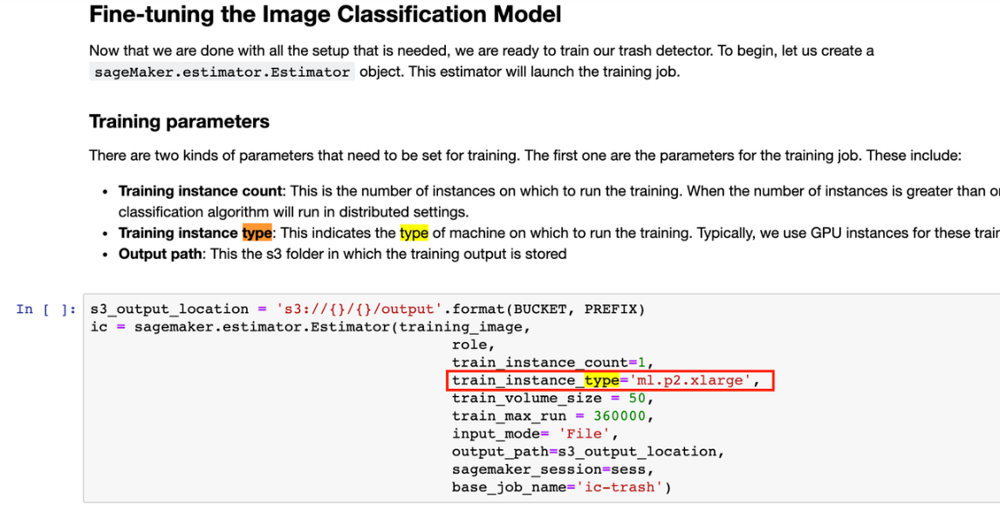 Fine-tuning the Image Classification Model
Now that we are done with all the setup that is needed, we are ready to train our trash detector. To begin, let us create a
sageMaker.estimator.Estimator object. This estimator will launch the training job.
Training parameters
There are two kinds of parameters that need to be set for training. The first one are the parameters for the training job. These include:
• Training instance count: This is the number of instances on which to run the training. When the number of instances is greater than
classification algorithm will run in distributed settings.
• Training instance type: This indicates the type of machine on which to run the training. Typically, we use GPU instances for these
• Output path: This the s3 folder in which the training output is stored
In [ ]: s3_output_location = 's3://{}/{}/output'.format(BUCKET, PREFIX)
ic = sagemaker.estimator.Estimator(training_image,
role,
train_instance_count=1,
train_instance_type='ml.p2.xlarge',
train_volume_size = 50,
train_max_run = 360000,
input_mode= 'File',
output_path=s3_output_location,
sagemaker_session=sess,
base_job_name='ic-trash')